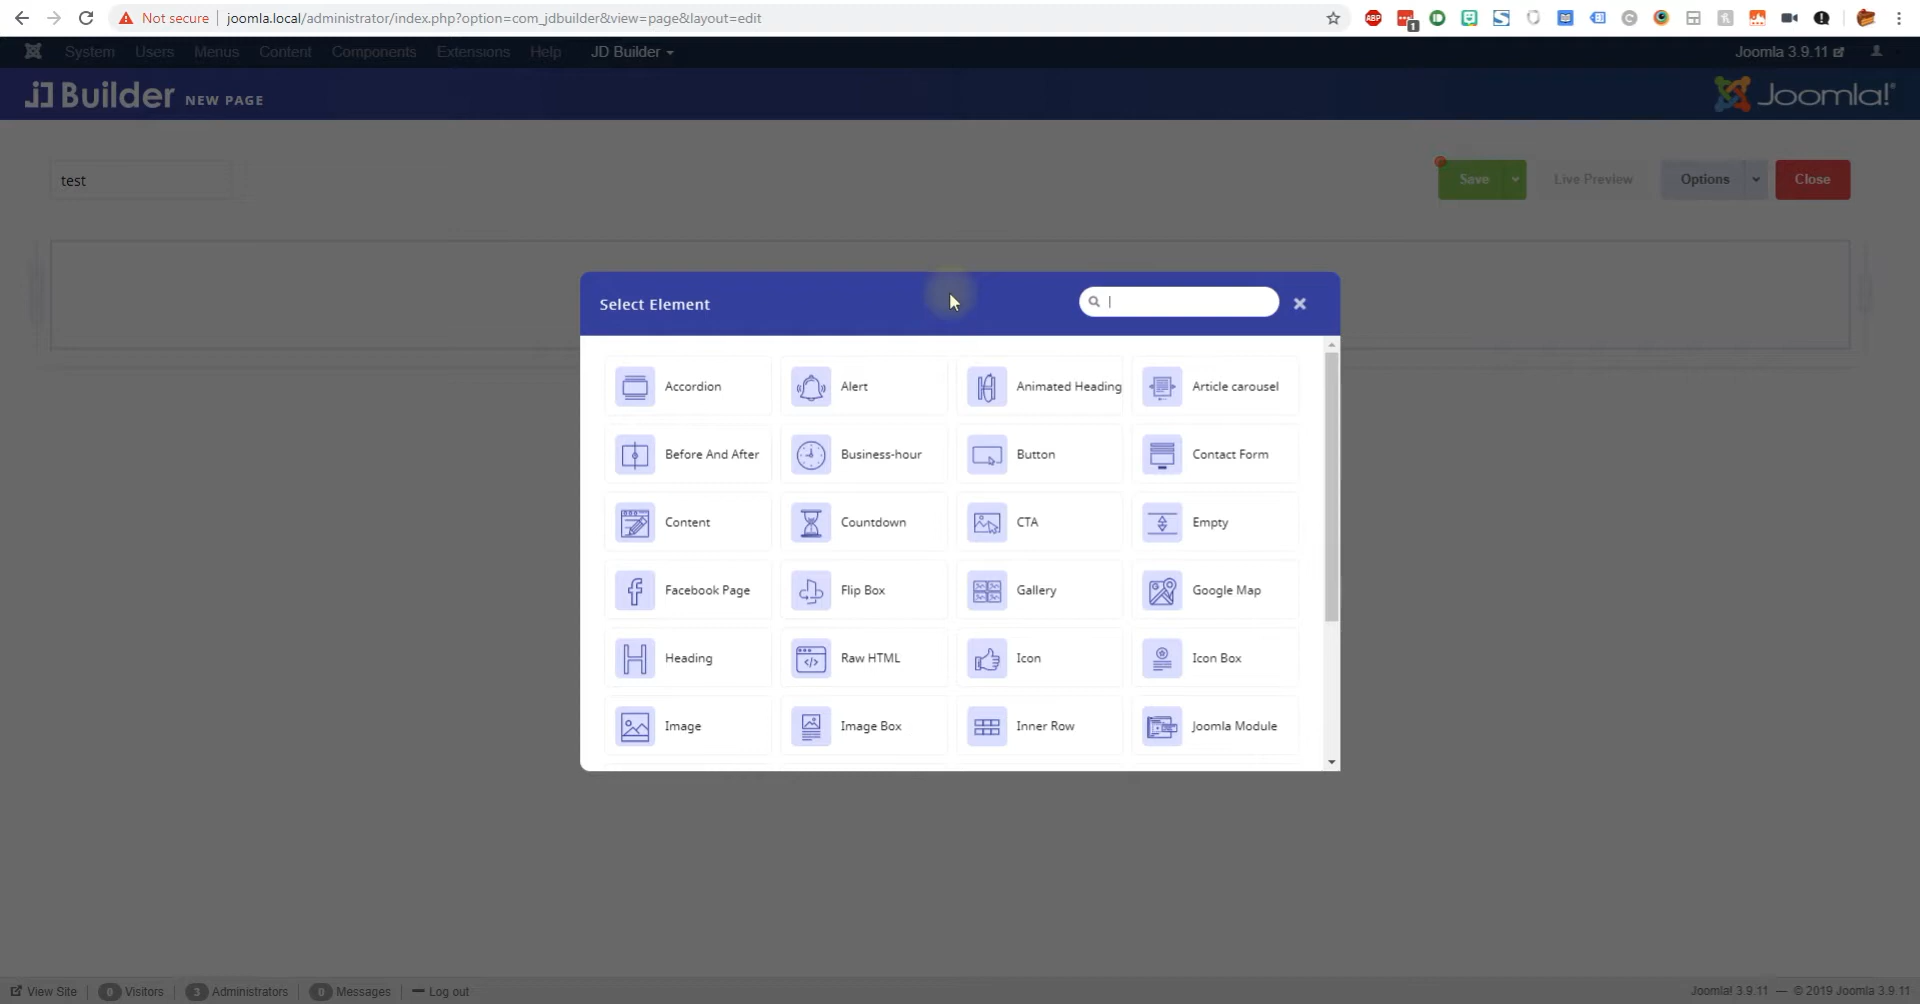 Not secure joomla.local/administrator/index.php?option=com_jdbuilder&view=page&layout=edit ABP 1
System Users Menus Content Components Extensions Help JD Builder Joomla 3.9.11
JD Builder NEW PAGE Joomla!®
test Save Live Preview Options Close
Select Element
Accordion Alert Animated Heading Article carousel
Before And After Business-hour Button Contact Form
Content Countdown CTA Empty
Facebook Page Flip Box Gallery Google Map
Heading Raw HTML Icon Icon Box
Image Image Box Inner Row Joomla Module
View Site 0 Visitors 3 Administrators 0 Messages Log out Joomla! 3.9.11 — © 2019 Joomla 3.9.11